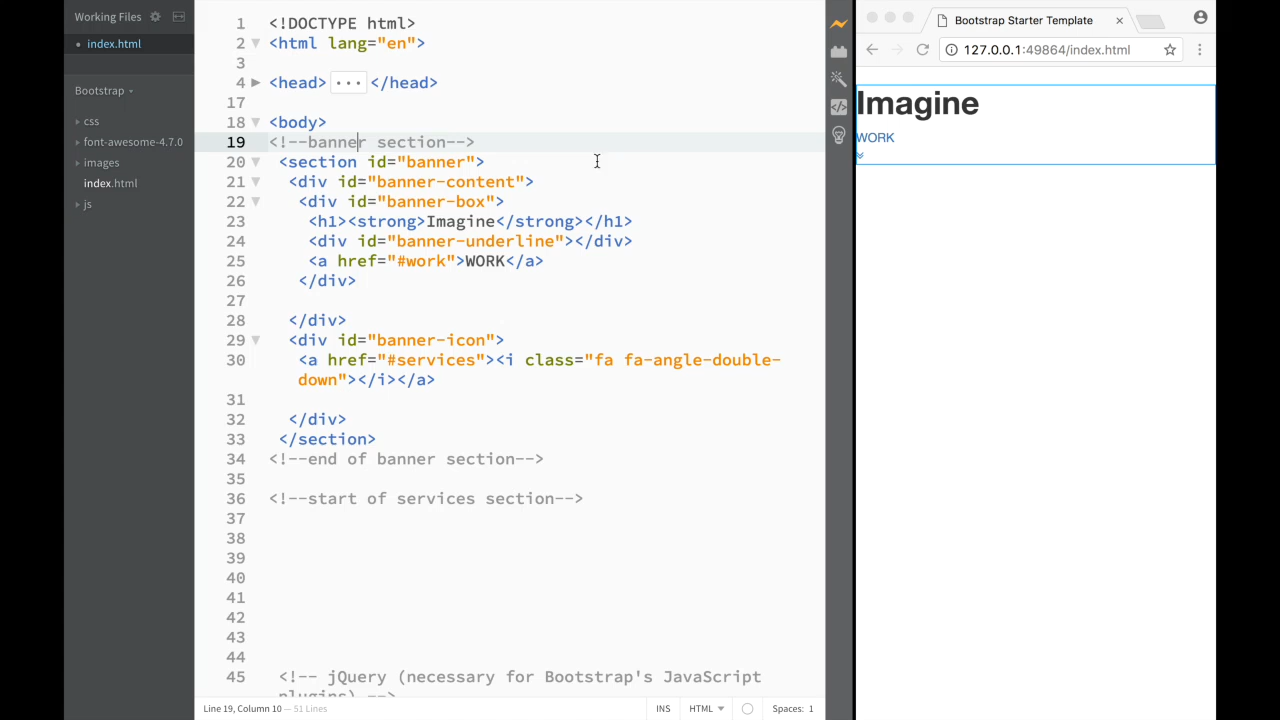 Working Files
index.html
Bootstrap
css
font-awesome-4.7.0
images
index.html
js
1 <!DOCTYPE html>
2 <html lang="en">
3
4 <head> ... </head>
17
18 <body>
19 <!--banner section-->
20 <section id="banner">
21 <div id="banner-content">
22 <div id="banner-box">
23 <h1><strong>Imagine</strong></h1>
24 <div id="banner-underline"></div>
25 <a href="#work">WORK</a>
26 </div>
27
28 </div>
29 <div id="banner-icon">
30 <a href="#services"><i class="fa fa-angle-double-
down"></i></a>
31
32 </div>
33 </section>
34 <!--end of banner section-->
35
36 <!--start of services section-->
37
38
39
40
41
42
43
44
45 <!-- jQuery (necessary for Bootstrap's JavaScript
plugins) -->
Line 19, Column 10 — 51 Lines
INS
HTML
Spaces: 1
Bootstrap Starter Template
127.0.0.1:49864/index.html
Imagine
WORK